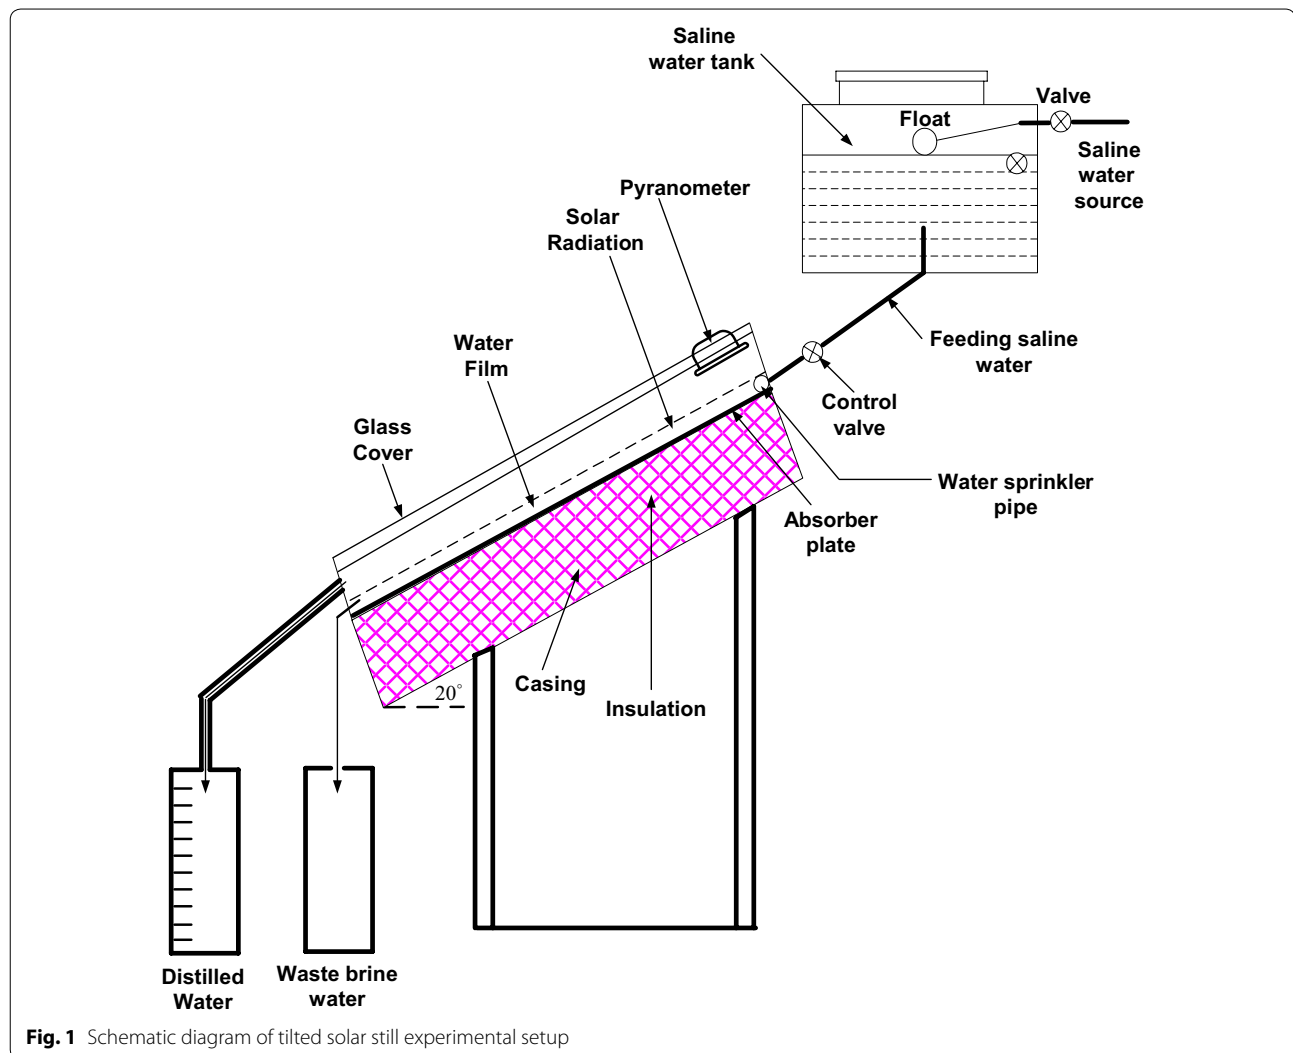 Saline
water tank
Valve
Float
Saline
water
source
Pyranometer
Solar
Radiation
Water
Film
Feeding saline
water
Control
valve
Glass
Cover
Water sprinkler
pipe
Absorber
plate
Casing
20°
Insulation
Distilled
Water
Waste brine
water
Fig. 1 Schematic diagram of tilted solar still experimental setup